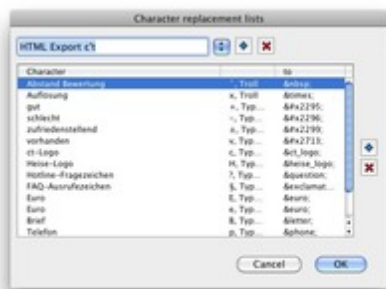 Character replacement lists
HTML Export c't
Character to
Abstand Bewertung `, Troll &nbsp;
Auflösung x, Troll &times;
gut +, Typ... &#x2295;
schlecht -, Typ... &#x2296;
zufriedenstellend Typ... &#x2299;
vorhanden v, Typ... &#x2713;
ct-Logo c, Typ... &ct_logo;
Heise-Logo H, Typ... &heise_logo;
Hotline-Fragezeichen ?, Typ... &question;
FAQ-Ausrufezeichen §, Typ... &exclamat...
Euro E, Typ... &euro;
Euro e, Typ... &euro;
Brief B, Typ... &letter;
Telefon p, Typ... &phone;
Cancel OK